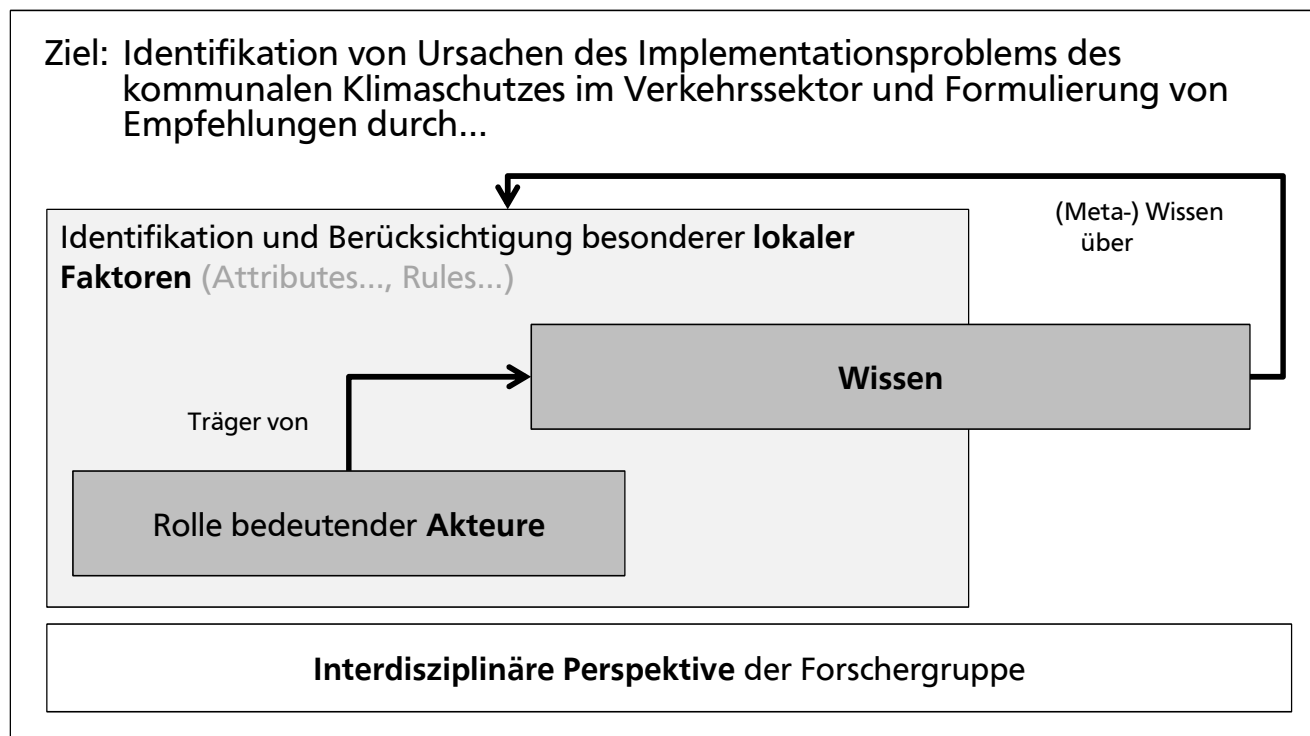 Ziel: Identifikation von Ursachen des Implementationsproblems des
kommunalen Klimaschutzes im Verkehrssektor und Formulierung von
Empfehlungen durch...
(Meta-) Wissen
über
Identifikation und Berücksichtigung besonderer lokaler
Faktoren (Attributes..., Rules...)
Wissen
Träger von
Rolle bedeutender Akteure
Interdisziplinäre Perspektive der Forschergruppe